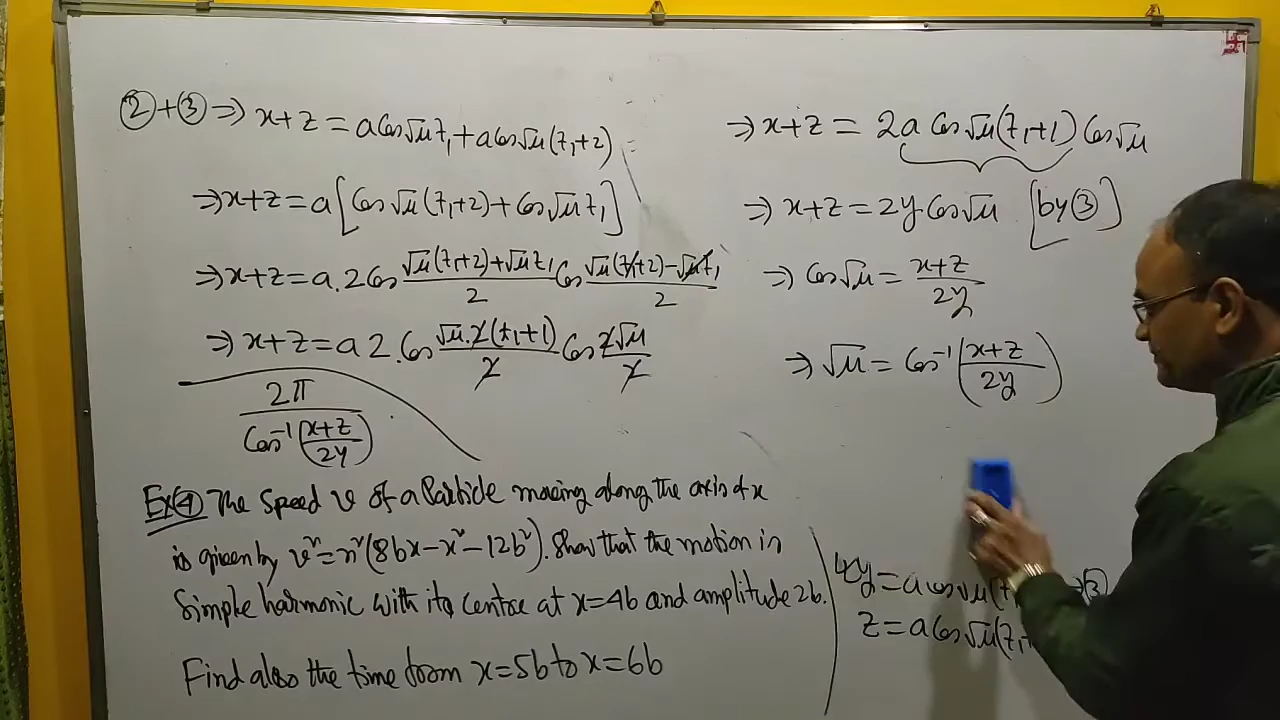 ②+③⇒ x+z = a Cos√μ t₁ + a Cos√μ (t₁+2) =
⇒ x+z = a [Cos√μ (t₁+2) + Cos√μ t₁]
⇒ x+z = a.2 Cos (√μ(t₁+2)+√μ t₁)/2 Cos (√μ(t₁+2)-√μ t₁)/2
⇒ x+z = a 2. Cos (√μ.2(t₁+1))/2 Cos (2√μ)/2
2π/(Cos⁻¹((x+z)/2y))
⇒ x+z = 2a Cos√μ (t₁+1) Cos√μ
⇒ x+z = 2y Cos√μ [by③]
⇒ Cos√μ = (x+z)/2y
⇒ √μ = Cos⁻¹((x+z)/2y)
Ex④ The Speed v of a Particle moving along the axis of x
is given by v² = n²(8bx - x² - 12b²). Show that the motion is
Simple harmonic with its centre at x=4b and amplitude 2b.
Find also the time from x=5b to x=6b
y = a cos√μ(t ③
z = a Cos√μ(t₁+